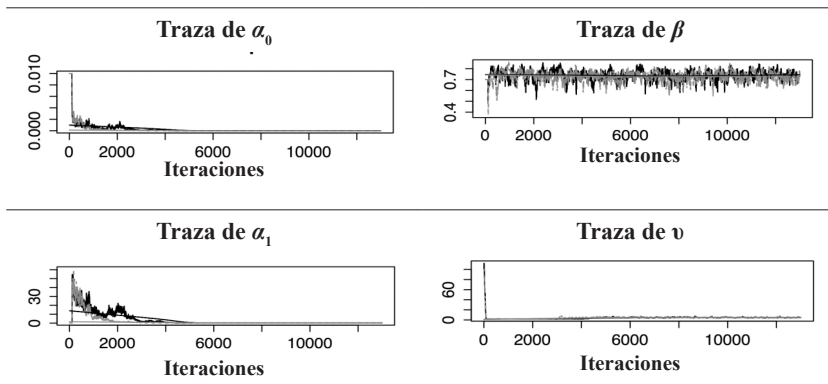 Traza de α₀
0.010
0.000
0 2000 6000 10000
Iteraciones
Traza de β
0.7
0.4
0 2000 6000 10000
Iteraciones
Traza de α₁
30
0
0 2000 6000 10000
Iteraciones
Traza de υ
60
0
0 2000 6000 10000
Iteraciones